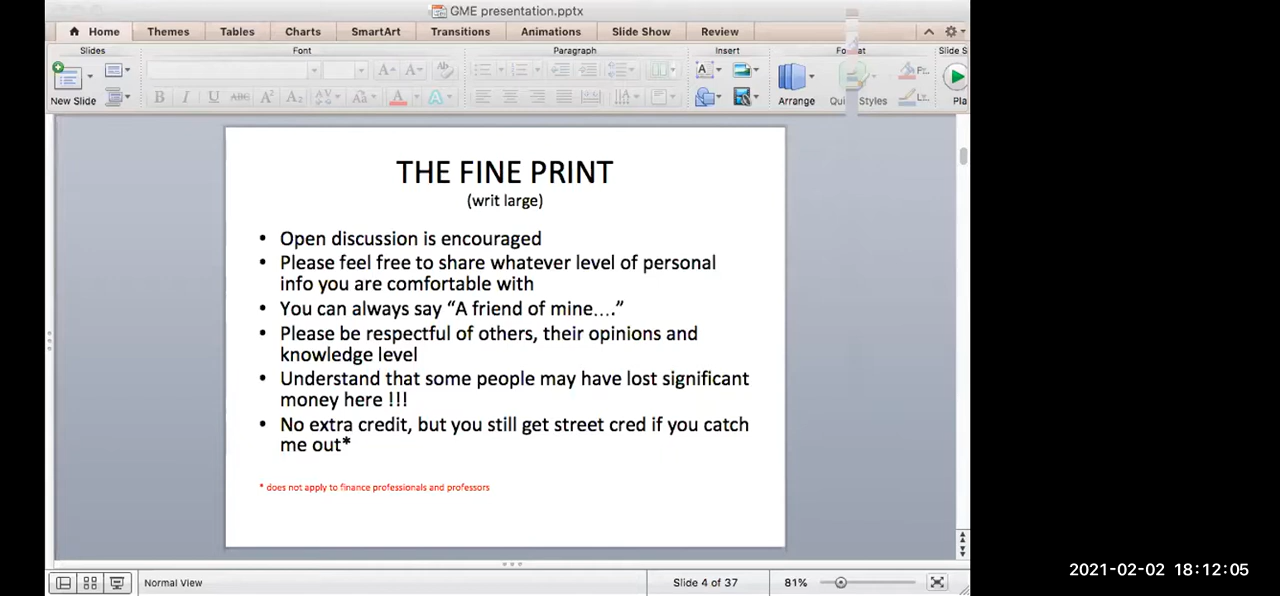 GME presentation.pptx
Home Themes Tables Charts SmartArt Transitions Animations Slide Show Review
Slides Font Paragraph Insert Format Slide S
New Slide Arrange Quick Styles Pla
THE FINE PRINT
(writ large)
• Open discussion is encouraged
• Please feel free to share whatever level of personal
info you are comfortable with
• You can always say “A friend of mine....”
• Please be respectful of others, their opinions and
knowledge level
• Understand that some people may have lost significant
money here !!!
• No extra credit, but you still get street cred if you catch
me out*
* does not apply to finance professionals and professors
Normal View Slide 4 of 37 81%
2021-02-02 18:12:05